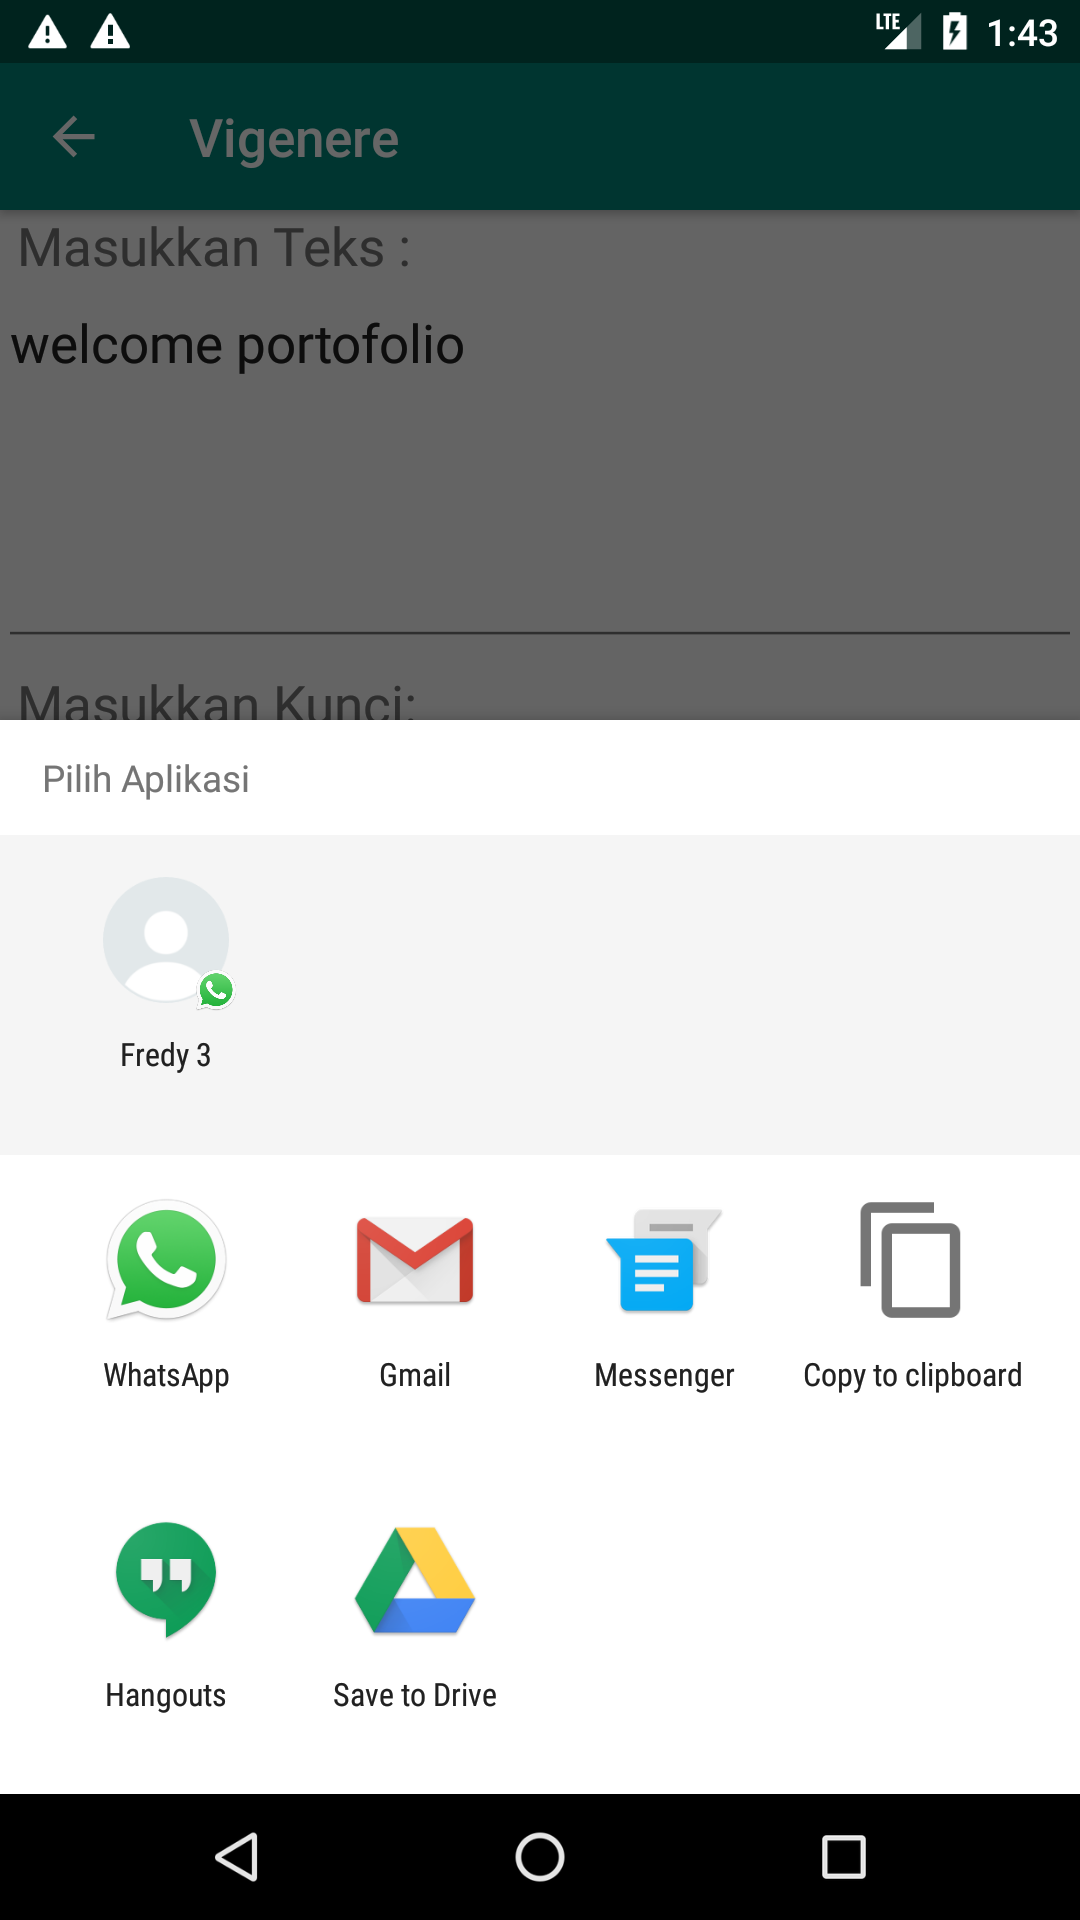 LTE 1:43
Vigenere
Masukkan Teks :
welcome portofolio
Masukkan Kunci:
Pilih Aplikasi
Fredy 3
WhatsApp Gmail Messenger Copy to clipboard
Hangouts Save to Drive